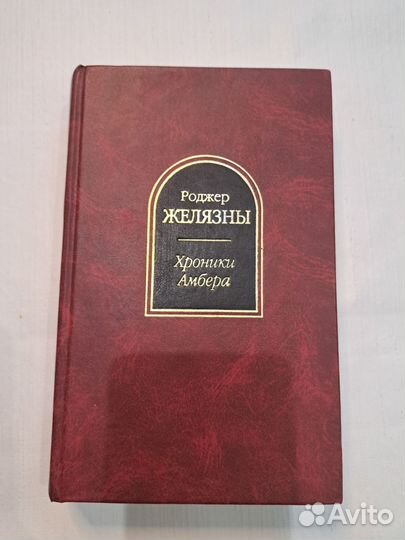 Роджер
ЖЕЛЯЗНЫ
Хроники
Амбера
Avito